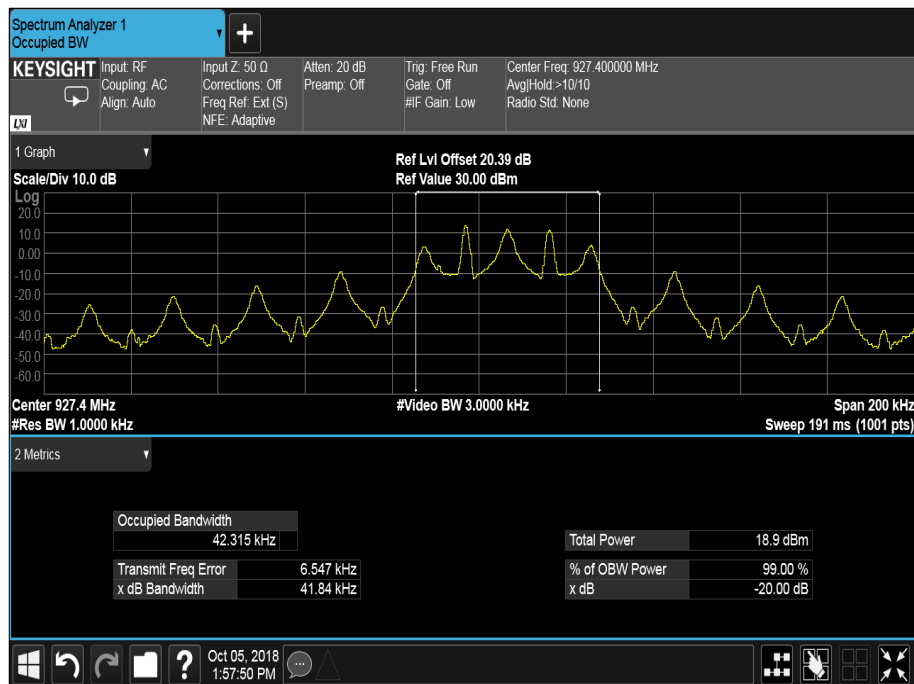 Spectrum Analyzer 1
Occupied BW
+
KEYSIGHT
LXI
Input: RF
Coupling: AC
Align: Auto
Input Z: 50 Ω
Corrections: Off
Freq Ref: Ext (S)
NFE: Adaptive
Atten: 20 dB
Preamp: Off
Trig: Free Run
Gate: Off
#IF Gain: Low
Center Freq: 927.400000 MHz
Avg|Hold:>10/10
Radio Std: None
1 Graph
Ref Lvl Offset 20.39 dB
Scale/Div 10.0 dB
Ref Value 30.00 dBm
Log
20.0
10.0
0.00
-10.0
-20.0
-30.0
-40.0
-50.0
-60.0
Center 927.4 MHz
#Video BW 3.0000 kHz
Span 200 kHz
#Res BW 1.0000 kHz
Sweep 191 ms (1001 pts)
2 Metrics
Occupied Bandwidth
42.315 kHz
Total Power 18.9 dBm
Transmit Freq Error 6.547 kHz
% of OBW Power 99.00 %
x dB Bandwidth 41.84 kHz
x dB -20.00 dB
?
Oct 05, 2018
1:57:50 PM